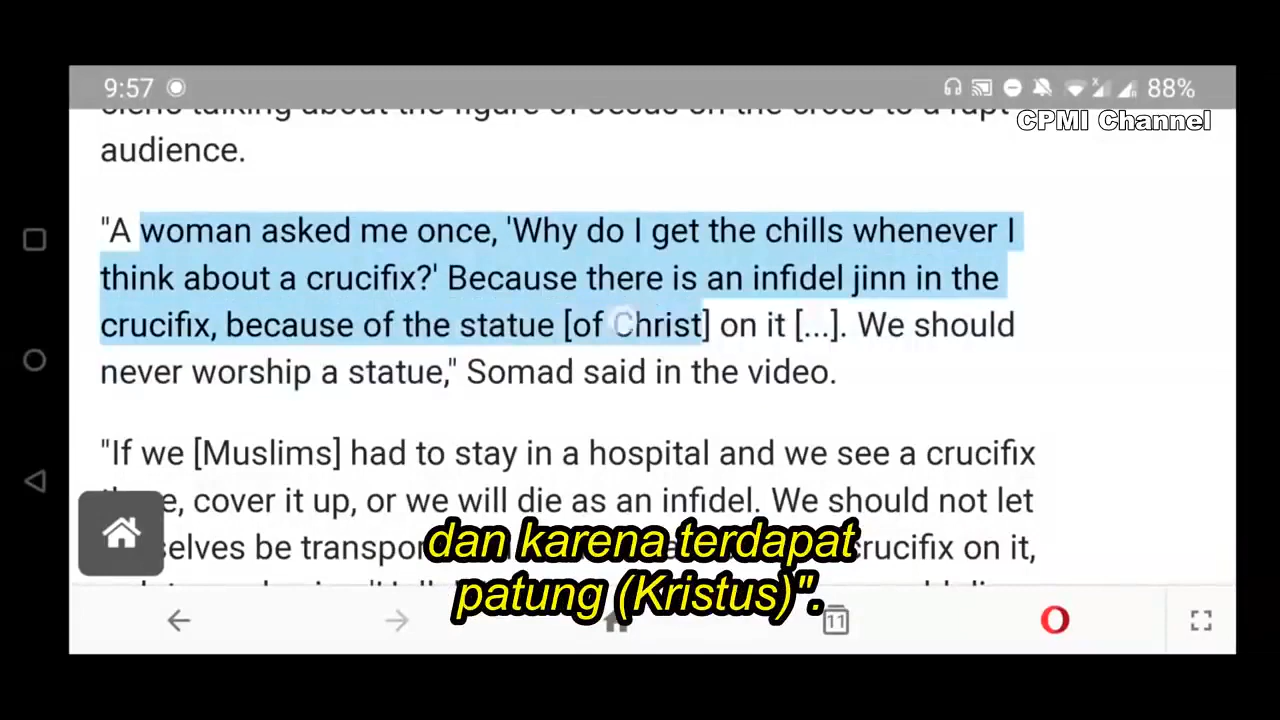 9:57 88%
CPMI Channel
audience.
"A woman asked me once, 'Why do I get the chills whenever I
think about a crucifix?' Because there is an infidel jinn in the
crucifix, because of the statue [of Christ] on it [...]. We should
never worship a statue," Somad said in the video.
"If we [Muslims] had to stay in a hospital and we see a crucifix
cover it up, or we will die as an infidel. We should not let
be crucifix on it,
dan karena terdapat
patung (Kristus)".
11